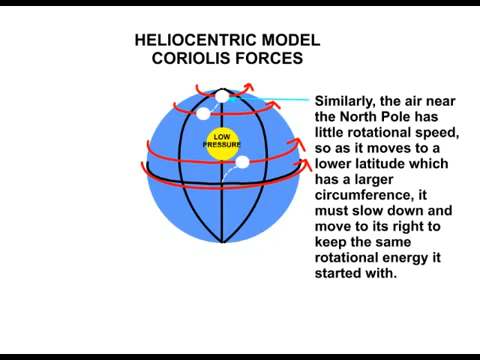 HELIOCENTRIC MODEL
CORIOLIS FORCES
Similarly, the air near
the North Pole has
little rotational speed,
so as it moves to a
lower latitude which
has a larger
circumference, it
must slow down and
move to its right to
keep the same
rotational energy it
started with.
LOW
PRESSURE